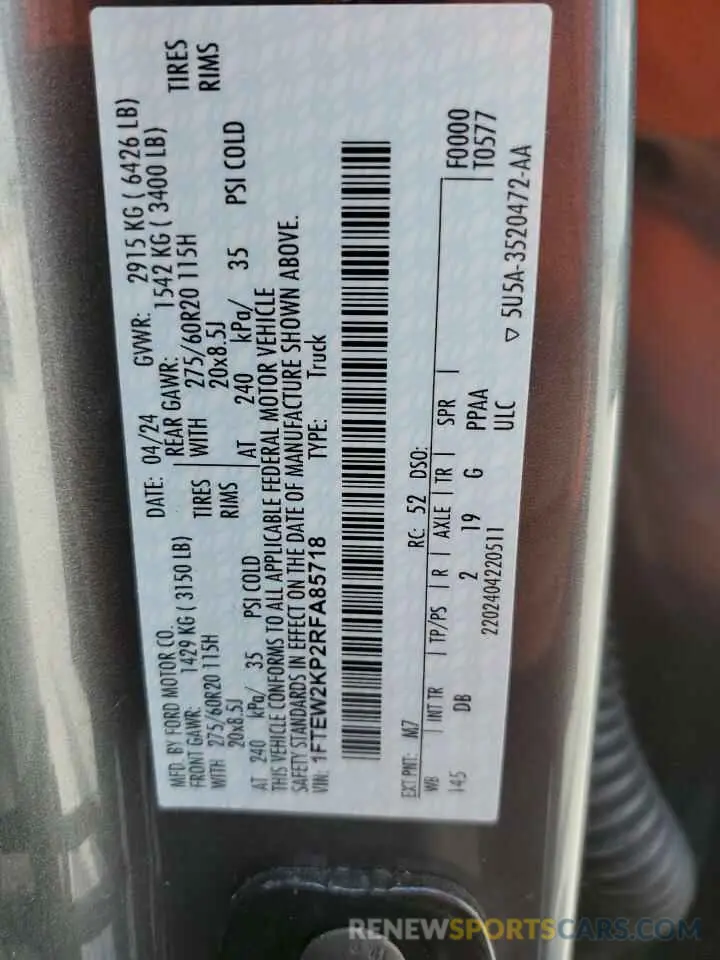 MFD. BY FORD MOTOR CO.
DATE: 04/24 GVWR: 2915 KG ( 6426 LB)
FRONT GAWR: 1429 KG ( 3150 LB) REAR GAWR: 1542 KG ( 3400 LB)
WITH 275/60R20 115H TIRES WITH 275/60R20 115H TIRES
20x8.5J RIMS 20x8.5J RIMS
AT 240 kPa/ 35 PSI COLD AT 240 kPa/ 35 PSI COLD
THIS VEHICLE CONFORMS TO ALL APPLICABLE FEDERAL MOTOR VEHICLE
SAFETY STANDARDS IN EFFECT ON THE DATE OF MANUFACTURE SHOWN ABOVE.
VIN: 1FTEW2KP2RFA85718 TYPE: Truck
F0000
T0577
EXT PNT: M7 RC: 52 DSO:
WB INT TR TP/PS R AXLE TR SPR
145 DB 2 19 G PPAA
ULC
2202404220511
▽ 5U5A-3520472-AA
RENEWSPORTSCARS.COM